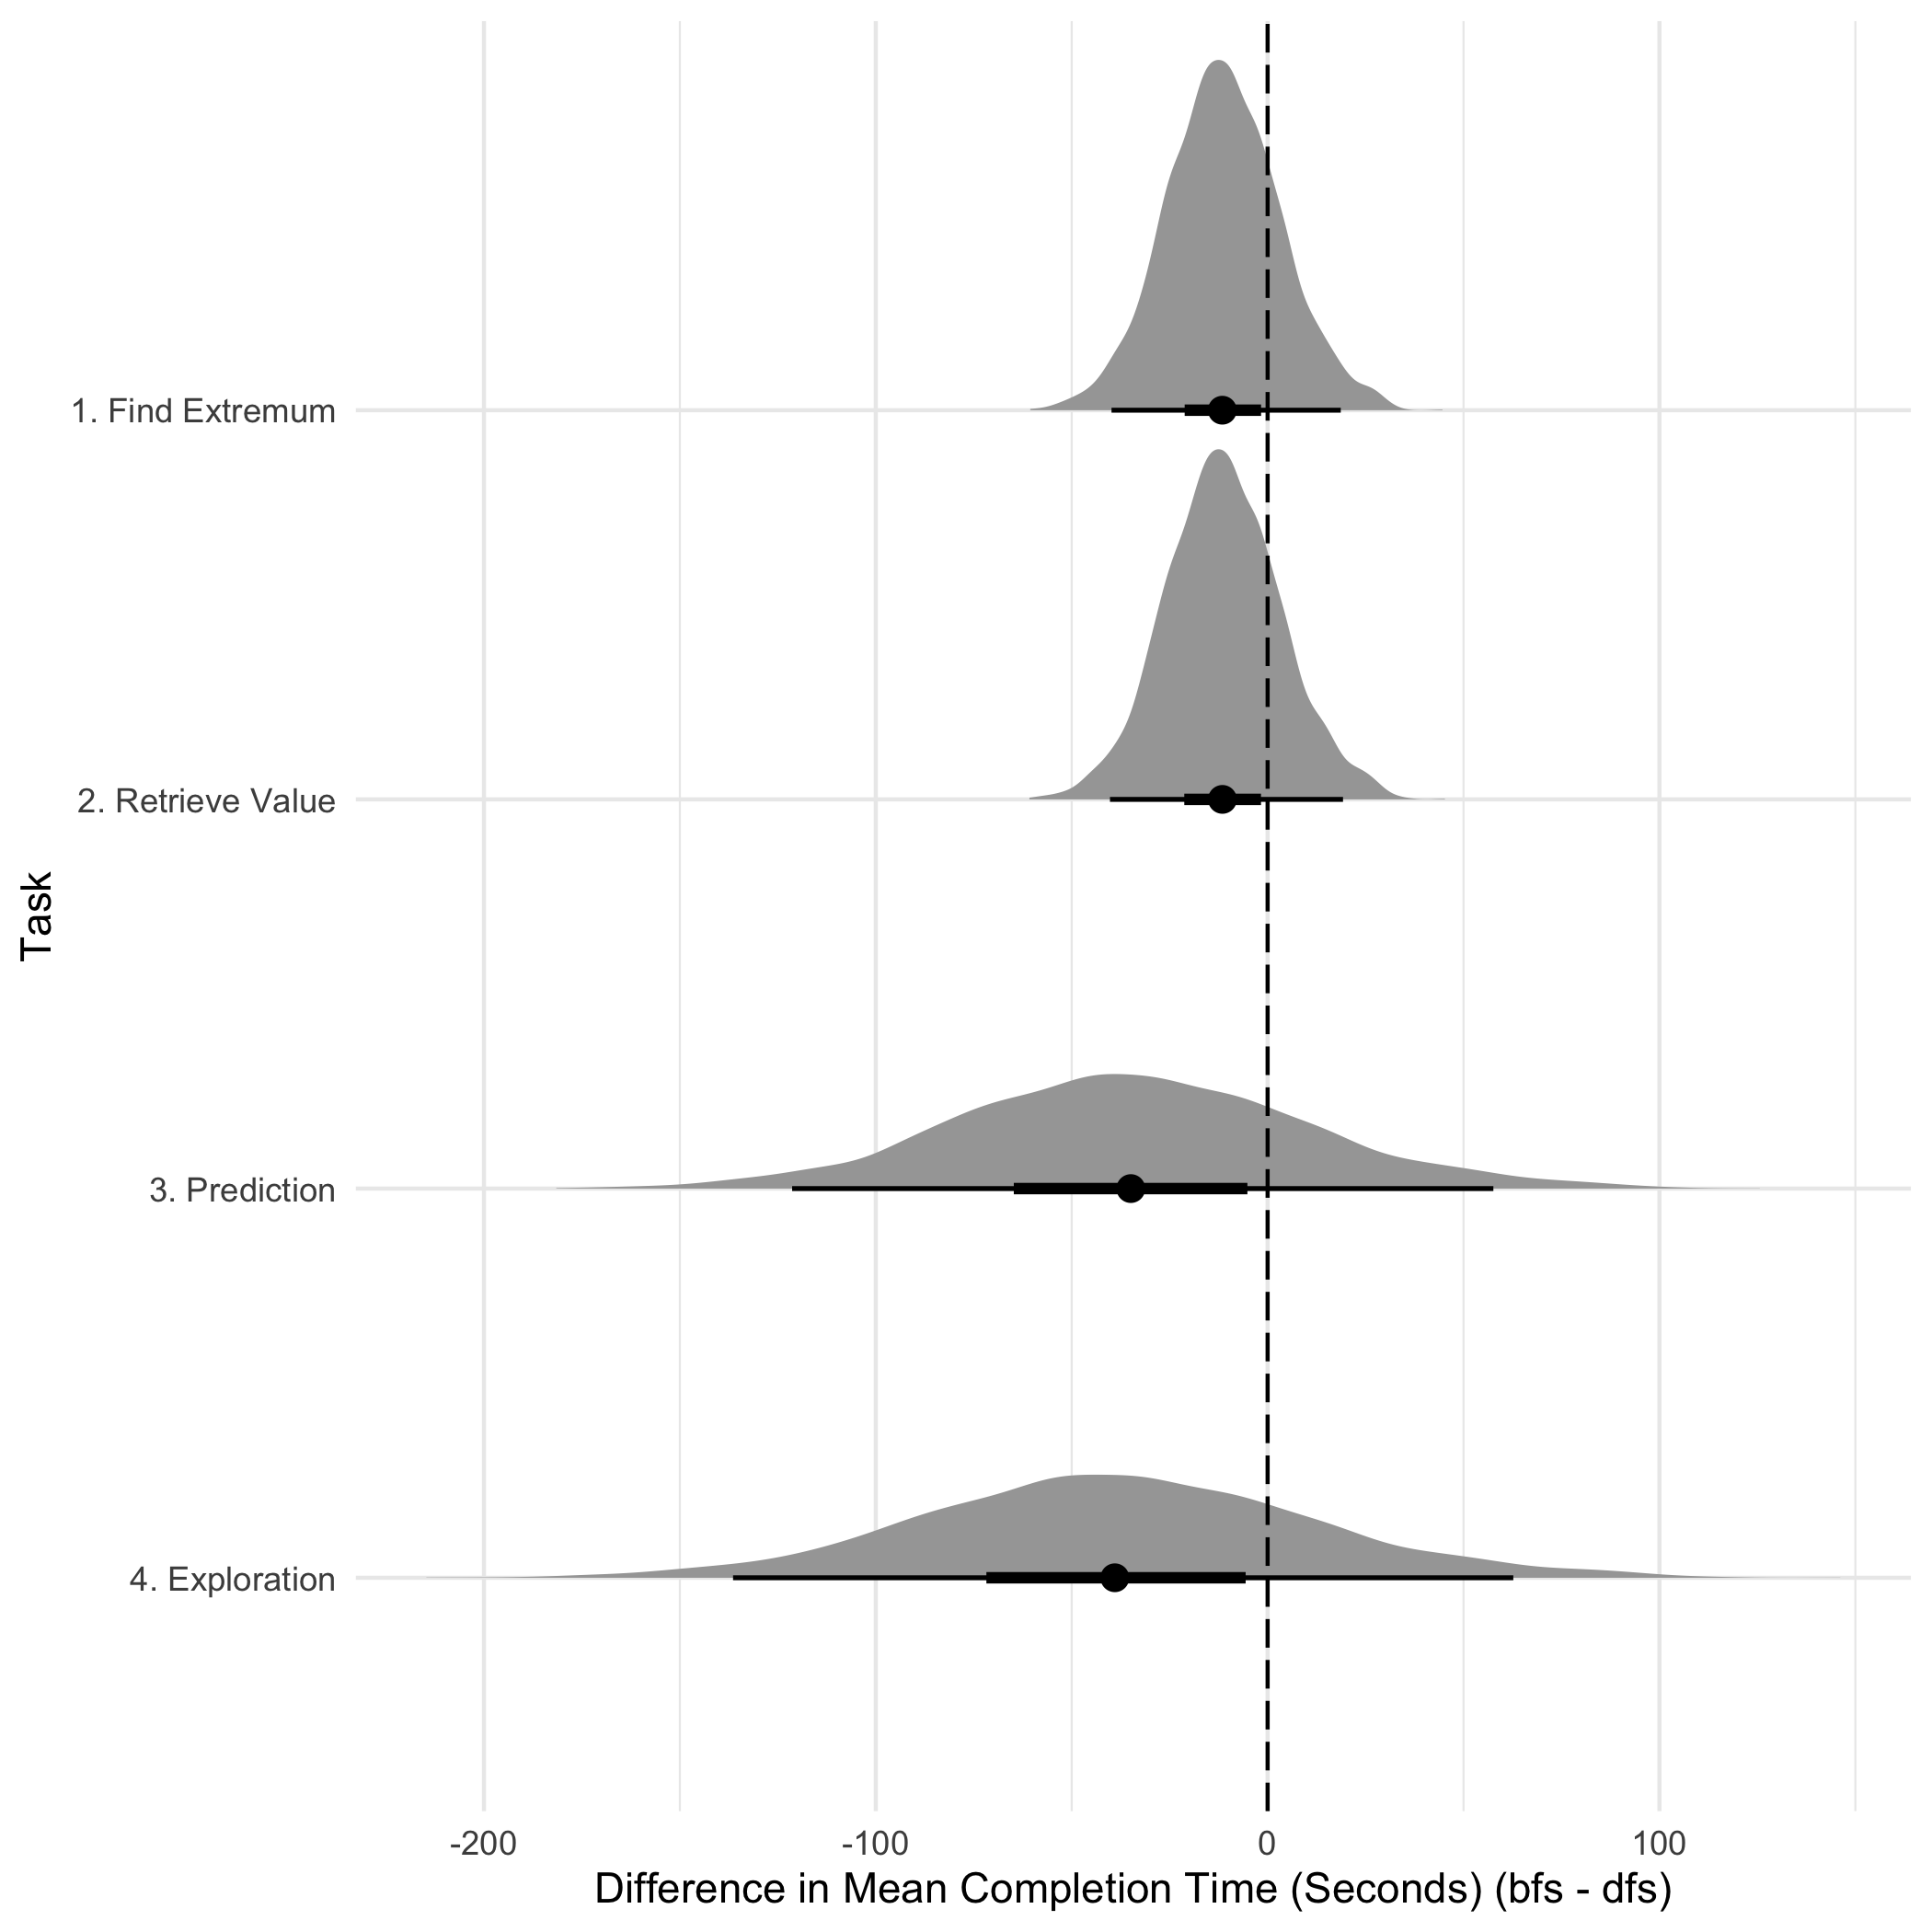 1. Find Extremum
2. Retrieve Value
3. Prediction
4. Exploration
Task
-200 -100 0 100
Difference in Mean Completion Time (Seconds) (bfs - dfs)